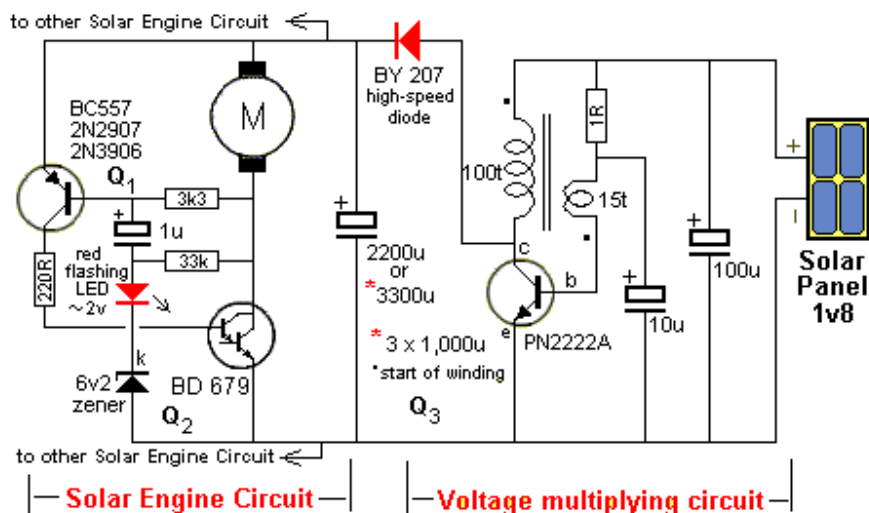 to other Solar Engine Circuit
BC557
2N2907
2N3906
Q1
M
BY 207
high-speed
diode
1R
100t
15t
3k3
+
1u
33k
220R
red
flashing
LED
~2v
k
6v2
zener
BD 679
Q2
+
2200u
or
*3300u
* 3 x 1,000u
•start of winding
Q3
c
b
e
PN2222A
+
10u
+
100u
+
–
Solar
Panel
1v8
to other Solar Engine Circuit
Solar Engine Circuit
Voltage multiplying circuit